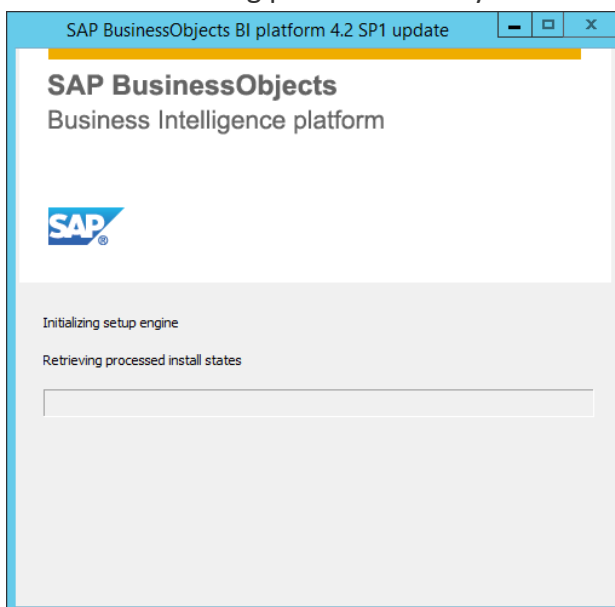 SAP BusinessObjects BI platform 4.2 SP1 update
SAP BusinessObjects
Business Intelligence platform
SAP®
Initializing setup engine
Retrieving processed install states